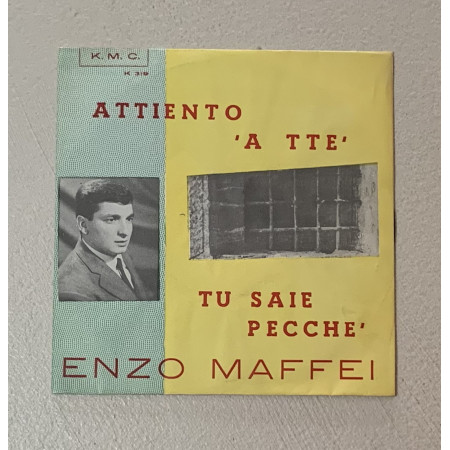 K. M. C.
K 319
ATTIENTO
'A TTE'
TU SAIE
PECCHE'
ENZO MAFFEI